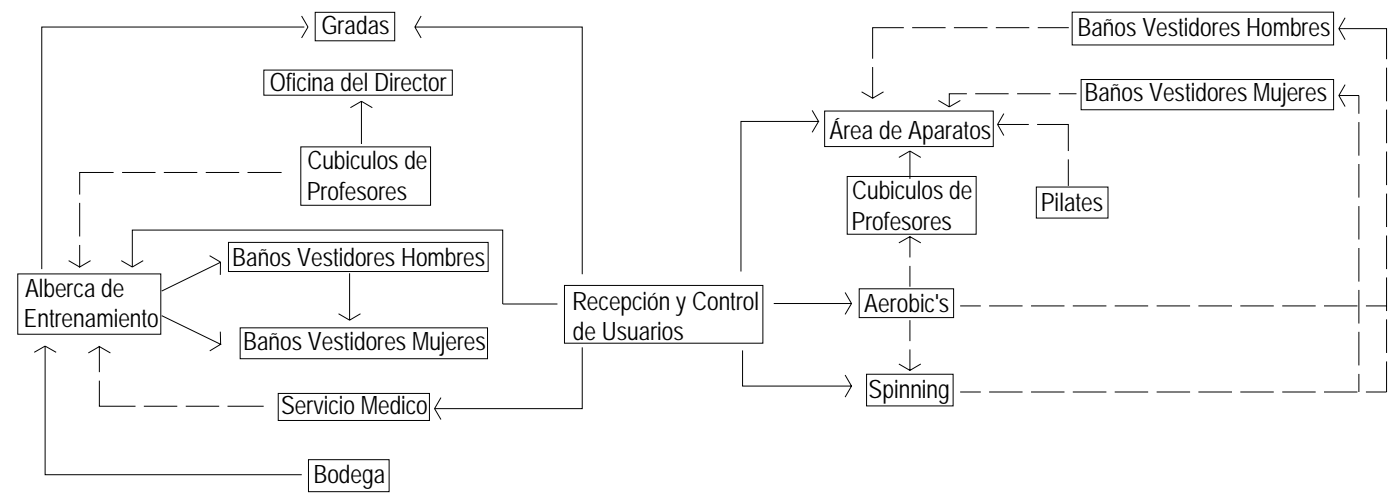 Gradas
Oficina del Director
Cubiculos de
Profesores
Baños Vestidores Hombres
Alberca de
Entrenamiento
Baños Vestidores Mujeres
Servicio Medico
Bodega
Recepción y Control
de Usuarios
Baños Vestidores Hombres
Baños Vestidores Mujeres
Área de Aparatos
Cubiculos de
Profesores
Pilates
Aerobic's
Spinning